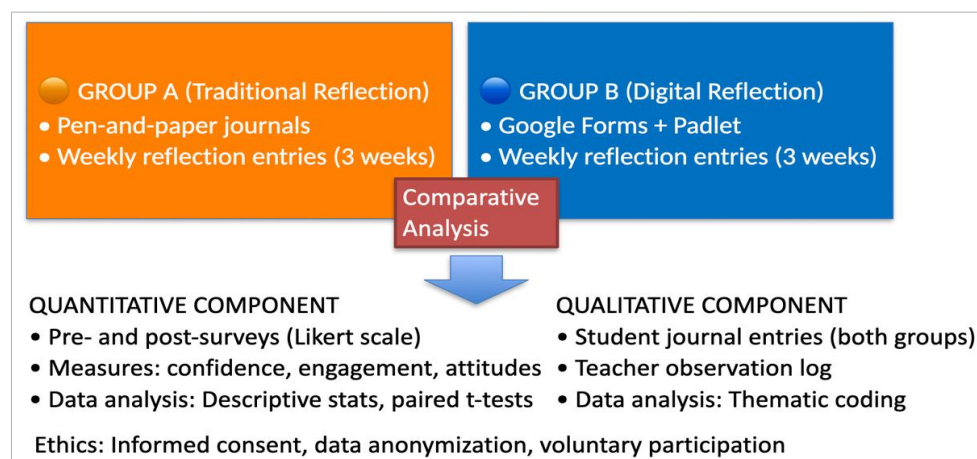 GROUP A (Traditional Reflection)
• Pen-and-paper journals
• Weekly reflection entries (3 weeks)
GROUP B (Digital Reflection)
• Google Forms + Padlet
• Weekly reflection entries (3 weeks)
Comparative
Analysis
QUANTITATIVE COMPONENT
• Pre- and post-surveys (Likert scale)
• Measures: confidence, engagement, attitudes
• Data analysis: Descriptive stats, paired t-tests
QUALITATIVE COMPONENT
• Student journal entries (both groups)
• Teacher observation log
• Data analysis: Thematic coding
Ethics: Informed consent, data anonymization, voluntary participation